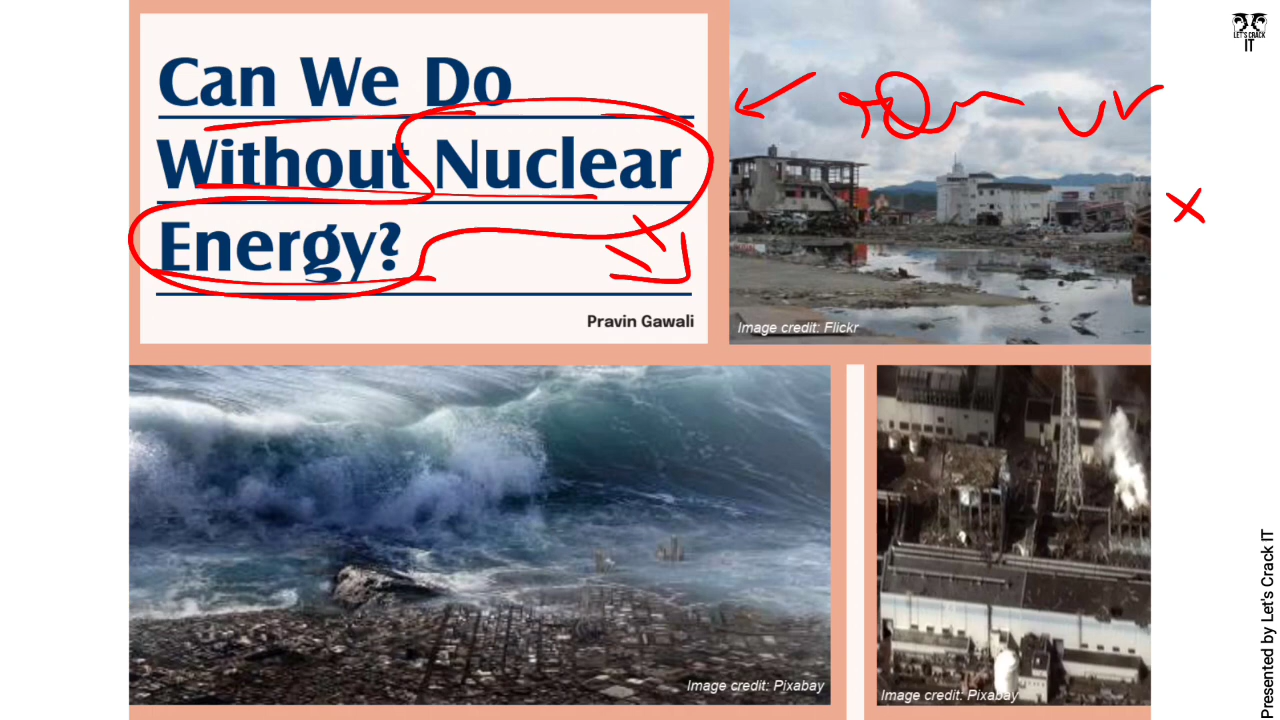 Can We Do
Without Nuclear
Energy?
Pravin Gawali
Image credit: Flickr
Image credit: Pixabay
Image credit: Pixabay
LET'S CRACK
IT
Presented by Let's Crack IT